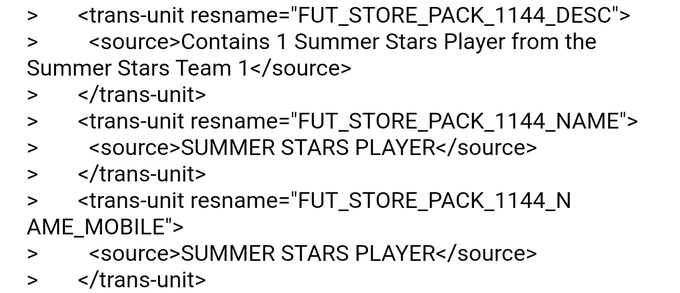 >      <trans-unit resname="FUT_STORE_PACK_1144_DESC">
>        <source>Contains 1 Summer Stars Player from the
Summer Stars Team 1</source>
>      </trans-unit>
>      <trans-unit resname="FUT_STORE_PACK_1144_NAME">
>        <source>SUMMER STARS PLAYER</source>
>      </trans-unit>
>      <trans-unit resname="FUT_STORE_PACK_1144_N
AME_MOBILE">
>        <source>SUMMER STARS PLAYER</source>
>      </trans-unit>